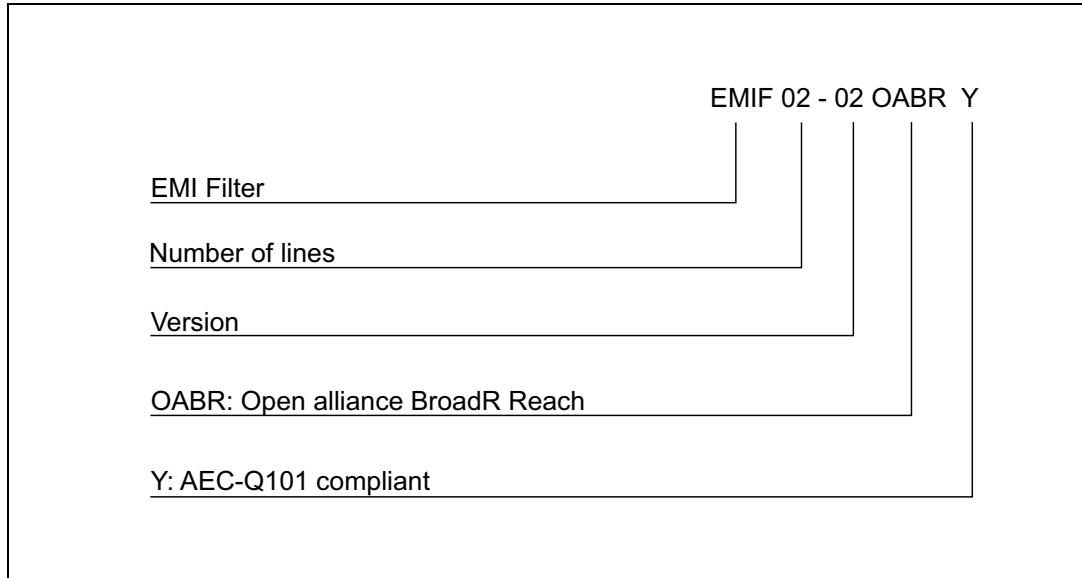 EMIF 02 - 02 OABR Y
EMI Filter
Number of lines
Version
OABR: Open alliance BroadR Reach
Y: AEC-Q101 compliant